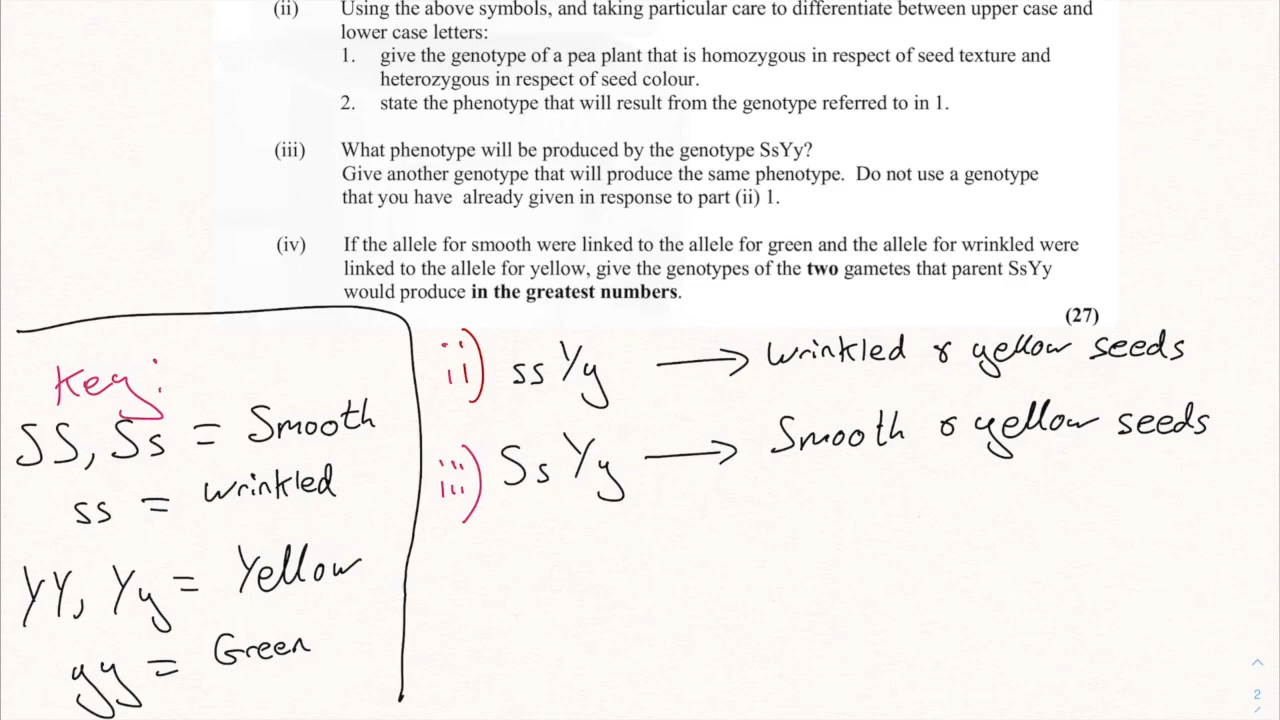 (ii) Using the above symbols, and taking particular care to differentiate between upper case and
lower case letters:
1. give the genotype of a pea plant that is homozygous in respect of seed texture and
heterozygous in respect of seed colour.
2. state the phenotype that will result from the genotype referred to in 1.
(iii) What phenotype will be produced by the genotype SsYy?
Give another genotype that will produce the same phenotype. Do not use a genotype
that you have already given in response to part (ii) 1.
(iv) If the allele for smooth were linked to the allele for green and the allele for wrinkled were
linked to the allele for yellow, give the genotypes of the two gametes that parent SsYy
would produce in the greatest numbers.
(27)
Key:
SS, Ss = Smooth
ss = wrinkled
YY, Yy = Yellow
yy = Green
ii) ssYy → wrinkled & yellow seeds
iii) SsYy → Smooth & yellow seeds
2